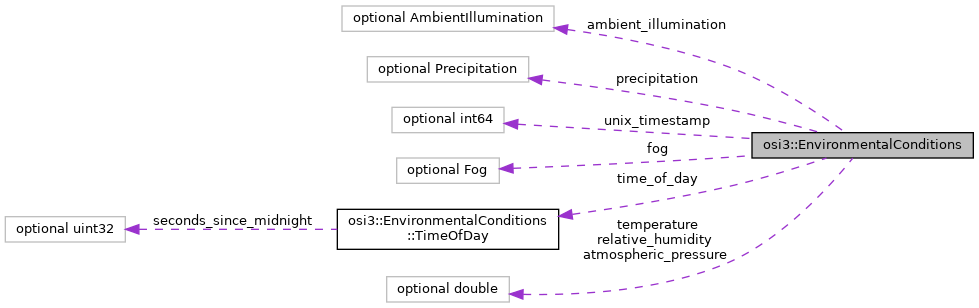 optional AmbientIllumination
ambient_illumination
optional Precipitation
precipitation
optional int64
unix_timestamp
osi3::EnvironmentalConditions
fog
optional Fog
time_of_day
optional uint32
seconds_since_midnight
osi3::EnvironmentalConditions
::TimeOfDay
temperature
relative_humidity
atmospheric_pressure
optional double